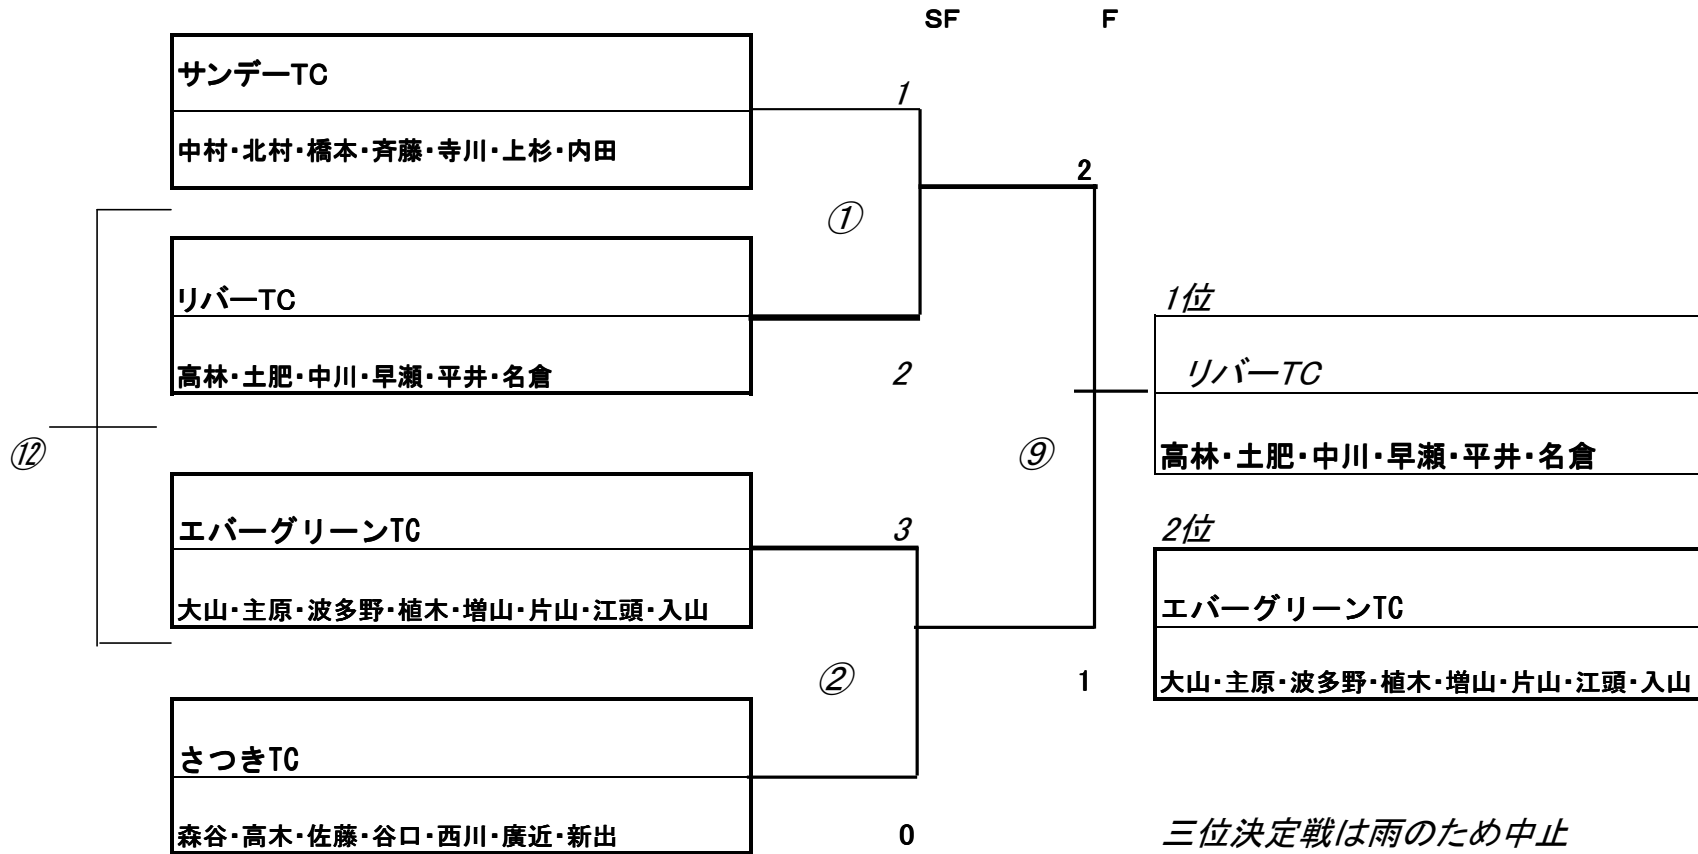 SF F
サンデーTC
1
中村・北村・橋本・斉藤・寺川・上杉・内田
2
①
リバーTC
1位
高林・土肥・中川・早瀬・平井・名倉
2
リバーTC
⑫
⑨
高林・土肥・中川・早瀬・平井・名倉
エバーグリーンTC
3
2位
大山・主原・波多野・植木・増山・片山・江頭・入山
エバーグリーンTC
②
1
大山・主原・波多野・植木・増山・片山・江頭・入山
さつきTC
森谷・高木・佐藤・谷口・西川・廣近・新出
0
三位決定戦は雨のため中止